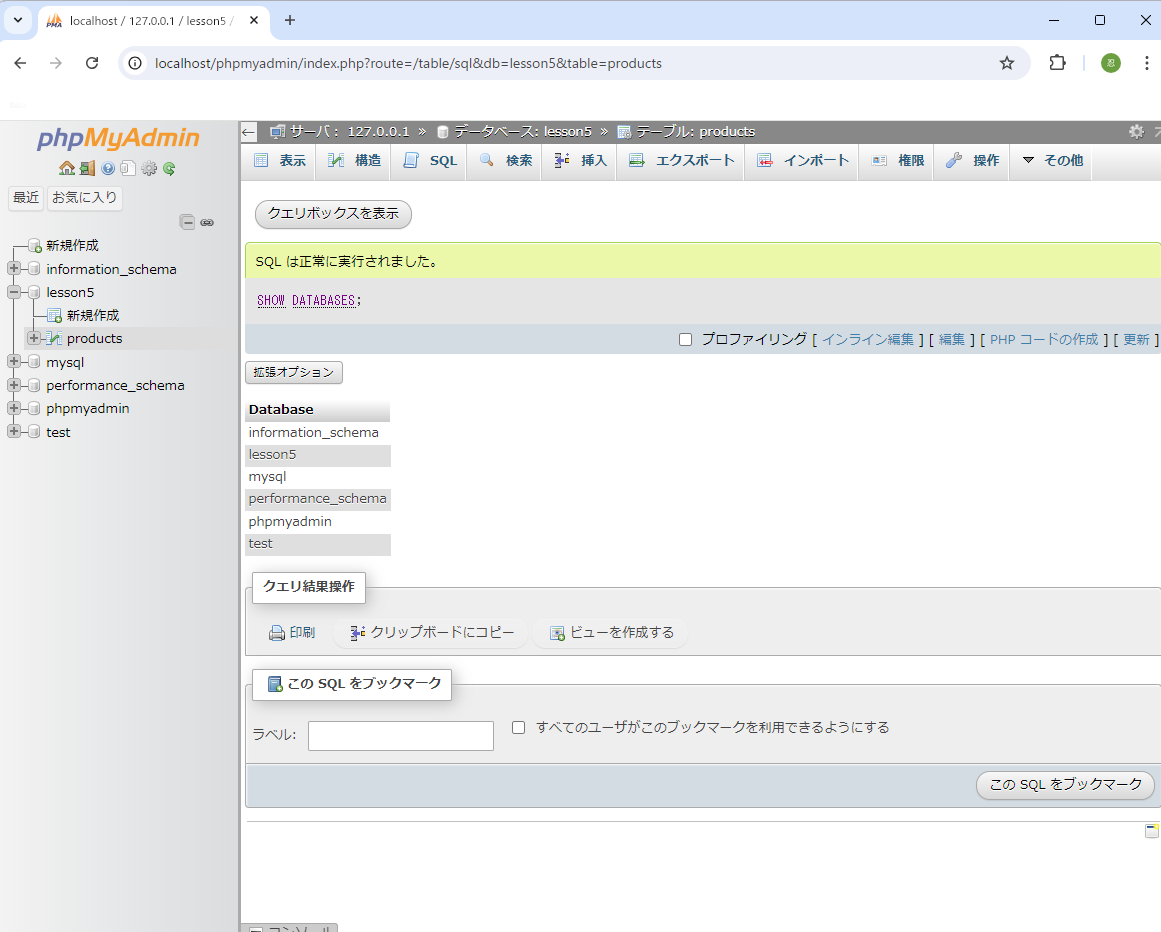 localhost / 127.0.0.1 / lesson5 /
localhost/phpmyadmin/index.php?route=/table/sql&db=lesson5&table=products
忍
phpMyAdmin
最近 お気に入り
新規作成
information_schema
lesson5
新規作成
products
mysql
performance_schema
phpmyadmin
test
サーバ: 127.0.0.1 » データベース: lesson5 » テーブル: products
表示 構造 SQL 検索 挿入 エクスポート インポート 権限 操作 その他
クエリボックスを表示
SQL は正常に実行されました。
SHOW DATABASES;
プロファイリング [ インライン編集 ] [ 編集 ] [ PHP コードの作成 ] [ 更新 ]
拡張オプション
Database
information_schema
lesson5
mysql
performance_schema
phpmyadmin
test
クエリ結果操作
印刷 クリップボードにコピー ビューを作成する
この SQL をブックマーク
ラベル: すべてのユーザがこのブックマークを利用できるようにする
この SQL をブックマーク
コンソール